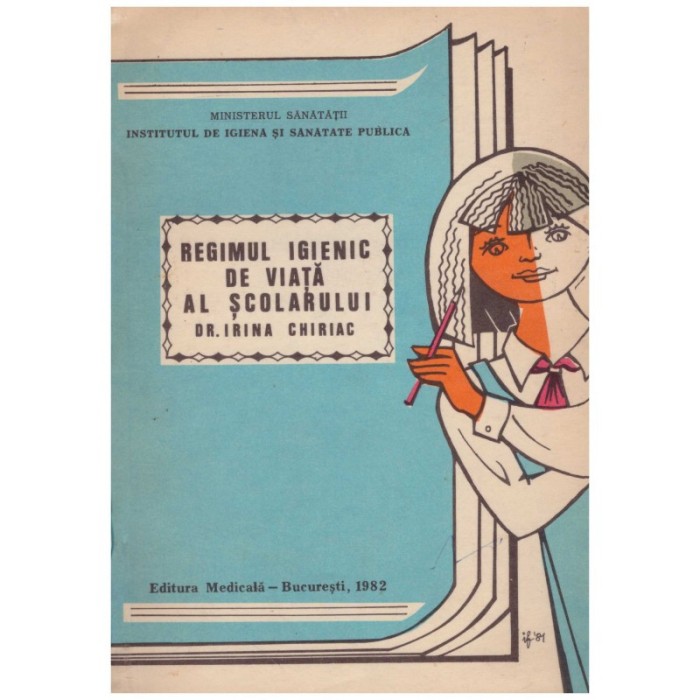 MINISTERUL SĂNĂTĂȚII
INSTITUTUL DE IGIENĂ ȘI SĂNĂTATE PUBLICĂ
REGIMUL IGIENIC
DE VIAȚĂ
AL ȘCOLARULUI
DR. IRINA CHIRIAC
Editura Medicală – București, 1982